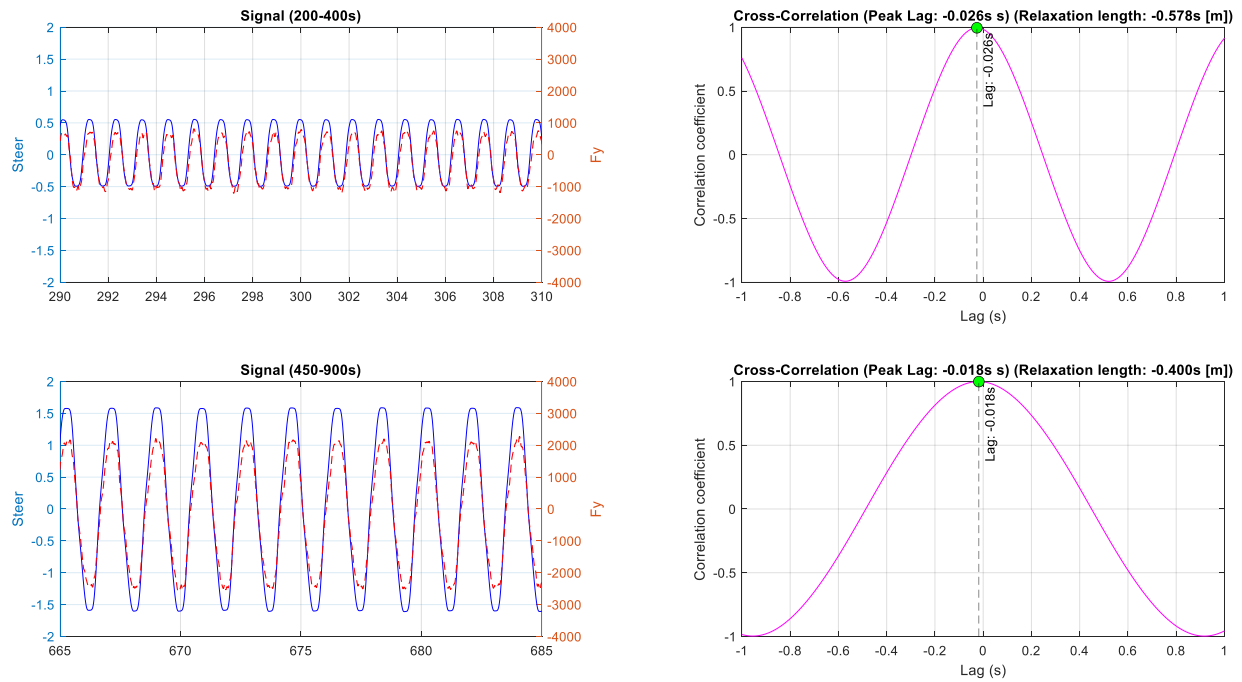 Signal (200-400s)
2
1.5
1
0.5
0
-0.5
-1
-1.5
-2
Steer
4000
3000
2000
1000
0
-1000
-2000
-3000
-4000
Fy
290 292 294 296 298 300 302 304 306 308 310
Cross-Correlation (Peak Lag: -0.026s s) (Relaxation length: -0.578s [m])
1
0.5
0
-0.5
-1
Correlation coefficient
Lag: -0.026s
-1 -0.8 -0.6 -0.4 -0.2 0 0.2 0.4 0.6 0.8 1
Lag (s)
Signal (450-900s)
2
1.5
1
0.5
0
-0.5
-1
-1.5
-2
Steer
4000
3000
2000
1000
0
-1000
-2000
-3000
-4000
Fy
665 670 675 680 685
Cross-Correlation (Peak Lag: -0.018s s) (Relaxation length: -0.400s [m])
1
0.5
0
-0.5
-1
Correlation coefficient
Lag: -0.018s
-1 -0.8 -0.6 -0.4 -0.2 0 0.2 0.4 0.6 0.8 1
Lag (s)